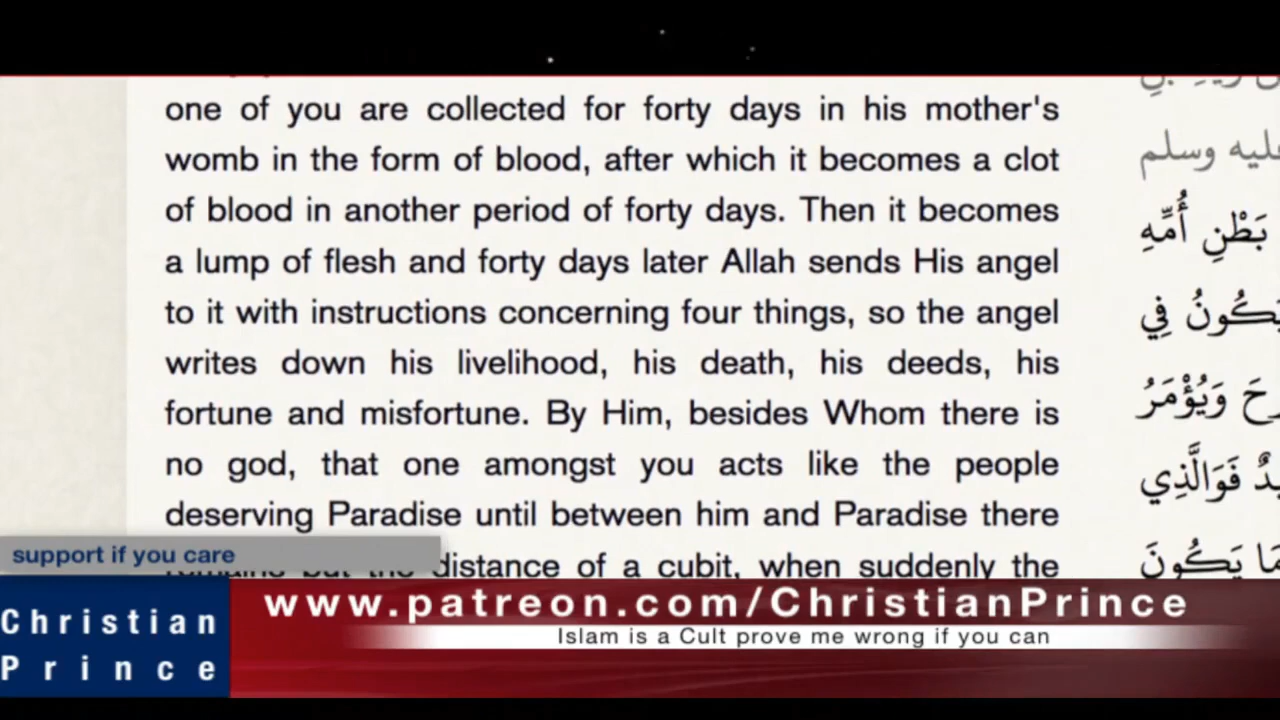 one of you are collected for forty days in his mother's
womb in the form of blood, after which it becomes a clot
of blood in another period of forty days. Then it becomes
a lump of flesh and forty days later Allah sends His angel
to it with instructions concerning four things, so the angel
writes down his livelihood, his death, his deeds, his
fortune and misfortune. By Him, besides Whom there is
no god, that one amongst you acts like the people
deserving Paradise until between him and Paradise there
remains but the distance of a cubit, when suddenly the
عليه وسلم
بَطْنِ أُمِّهِ
يَكُونُ فِي
وَيُؤْمَرُ
فَوَالَّذِي
مَا يَكُونَ
support if you care
Christian
Prince
www.patreon.com/ChristianPrince
Islam is a Cult prove me wrong if you can